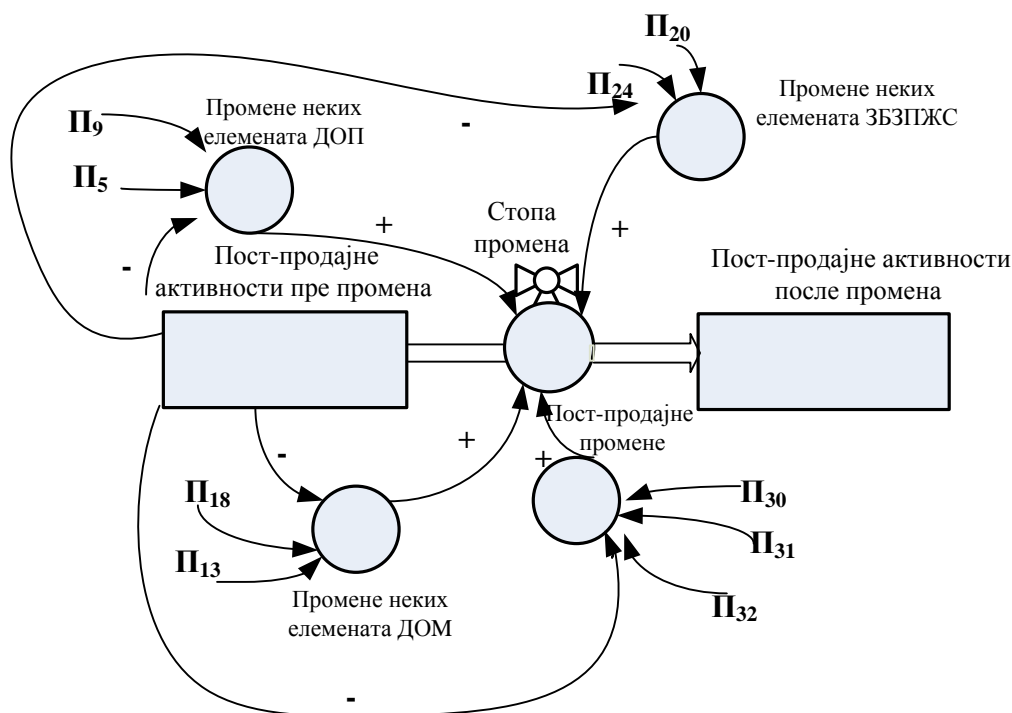 П20
П24
Промене неких
елемената ЗБЗПЖС
Промене неких
елемената ДОП
П9
-
П5
Стопа
промена
+
+
-
Пост-продајне
активности пре промена
Пост-продајне активности
после промена
Пост-продајне
промене
+
-
+
П18
П30
П13
П31
Промене неких
елемената ДОМ
П32
-